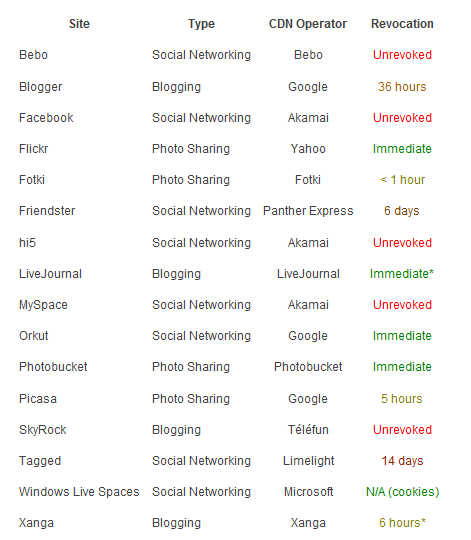 Site Type CDN Operator Revocation
Bebo Social Networking Bebo Unrevoked
Blogger Blogging Google 36 hours
Facebook Social Networking Akamai Unrevoked
Flickr Photo Sharing Yahoo Immediate
Fotki Photo Sharing Fotki < 1 hour
Friendster Social Networking Panther Express 6 days
hi5 Social Networking Akamai Unrevoked
LiveJournal Blogging LiveJournal Immediate*
MySpace Social Networking Akamai Unrevoked
Orkut Social Networking Google Immediate
Photobucket Photo Sharing Photobucket Immediate
Picasa Photo Sharing Google 5 hours
SkyRock Blogging Téléfun Unrevoked
Tagged Social Networking Limelight 14 days
Windows Live Spaces Social Networking Microsoft N/A (cookies)
Xanga Blogging Xanga 6 hours*